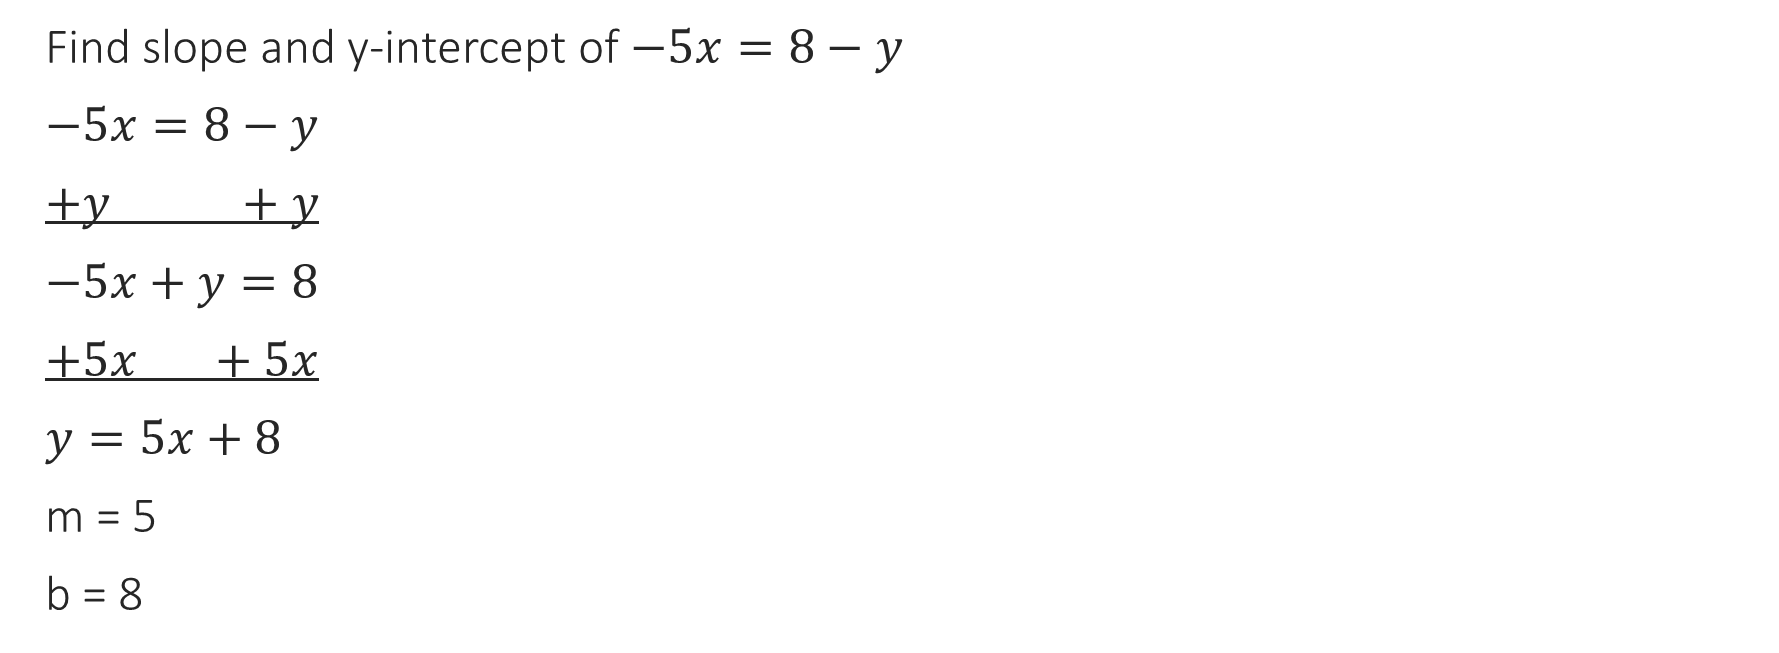 Find slope and y-intercept of −5x = 8 − y
−5x = 8 − y
+y + y
−5x + y = 8
+5x + 5x
y = 5x + 8
m = 5
b = 8